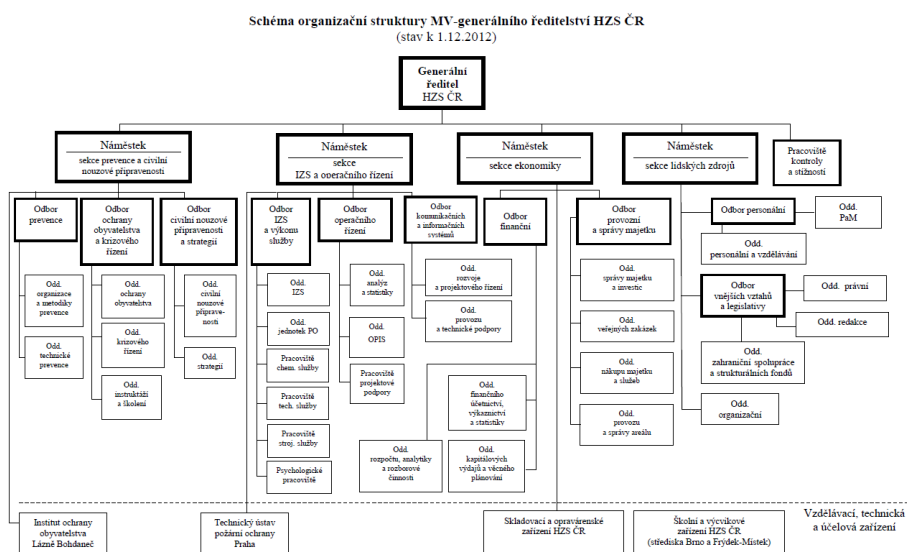 Schéma organizační struktury MV-generálního ředitelství HZS ČR
(stav k 1.12.2012)
Generální
ředitel
HZS ČR
Náměstek
sekce prevence a civilní
nouzové připravenosti
Náměstek
sekce
IZS a operačního řízení
Náměstek
sekce ekonomiky
Náměstek
sekce lidských zdrojů
Pracoviště
kontroly
a stížností
Odbor
prevence
Odbor
ochrany
obyvatelstva
a krizového
řízení
Odbor
civilní nouzové
připravenosti
a strategií
Odbor
IZS
a výkonu
služby
Odbor
operačního
řízení
Odbor
komunikačních
a informačních
systémů
Odbor
finanční
Odbor
provozní
a správy majetku
Odbor personální
Odd.
PaM
Odd.
personální a vzdělávání
Odd.
organizace
a metodiky
prevence
Odd.
technické
prevence
Odd.
ochrany
obyvatelstva
Odd.
krizového
řízení
Odd.
instruktáží
a školení
Odd.
civilní
nouzové
připrave-
nosti
Odd.
strategií
Odd.
IZS
Odd.
jednotek PO
Pracoviště
chem. služby
Pracoviště
tech. služby
Pracoviště
stroj. služby
Psychologické
pracoviště
Odd.
analýz
a statistiky
Odd.
OPIS
Pracoviště
projektové
podpory
Odd.
rozvoje
a projektového řízení
Odd.
provozu
a technické podpory
Odd.
finančního
účetnictví,
výkaznictví
a statistiky
Odd.
rozpočtu, analytiky
a rozborové
činnosti
Odd.
kapitálových
výdajů a věcného
plánování
Odd.
správy majetku
a investic
Odd.
veřejných zakázek
Odd.
nákupu majetku
a služeb
Odd.
provozu
a správy areálu
Odbor
vnějších vztahů
a legislativy
Odd. právní
Odd. redakce
Odd.
zahraniční spolupráce
a strukturálních fondů
Odd.
organizační
Institut ochrany
obyvatelstva
Lázně Bohdaneč
Technický ústav
požární ochrany
Praha
Skladovací a opravárenské
zařízení HZS ČR
Školní a výcvikové
zařízení HZS ČR
(střediska Brno a Frýdek-Místek)
Vzdělávací, technická
a účelová zařízení